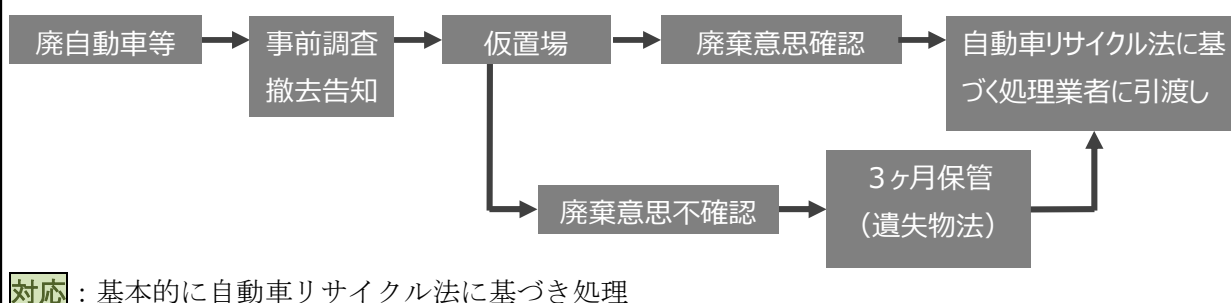 廃自動車等
事前調査
撤去告知
仮置場
廃棄意思確認
自動車リサイクル法に基
づく処理業者に引渡し
廃棄意思不確認
3ヶ月保管
(遺失物法)
対応:基本的に自動車リサイクル法に基づき処理